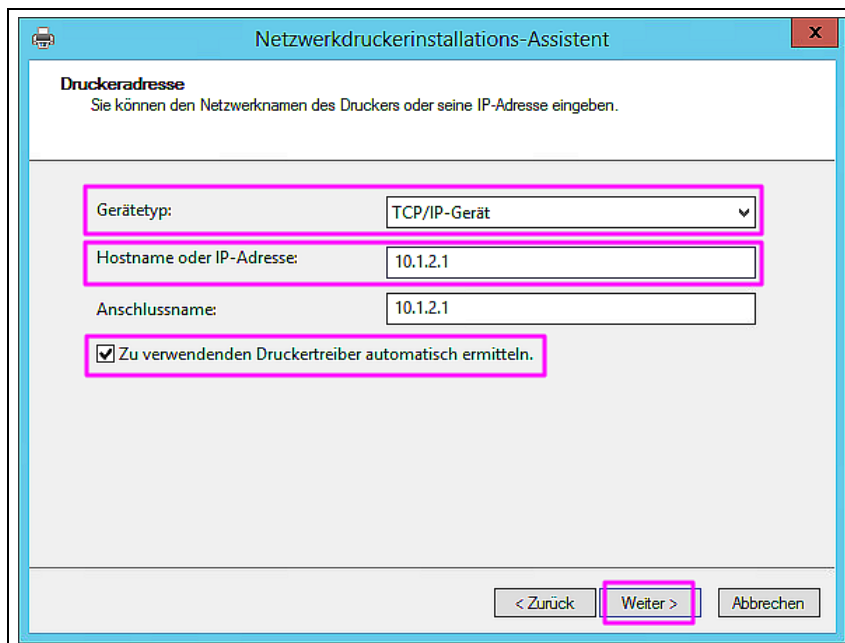 Netzwerkdruckerinstallations-Assistent
x
Druckeradresse
Sie können den Netzwerknamen des Druckers oder seine IP-Adresse eingeben.
Gerätetyp:
TCP/IP-Gerät
Hostname oder IP-Adresse:
10.1.2.1
Anschlussname:
10.1.2.1
Zu verwendenden Druckertreiber automatisch ermitteln.
< Zurück
Weiter >
Abbrechen